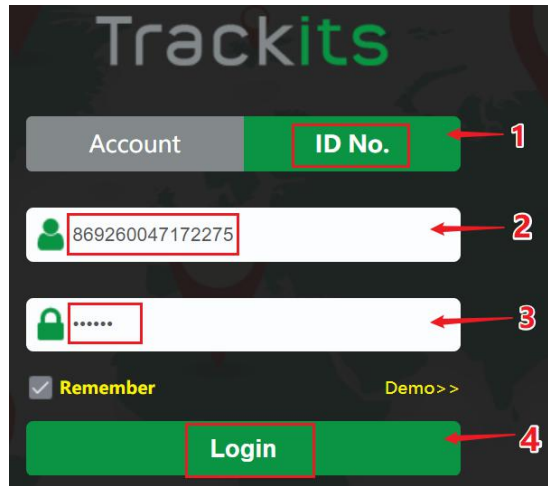 Trackits
Account ID No. 1
869260047172275 2
•••••• 3
Remember Demo>>
Login 4